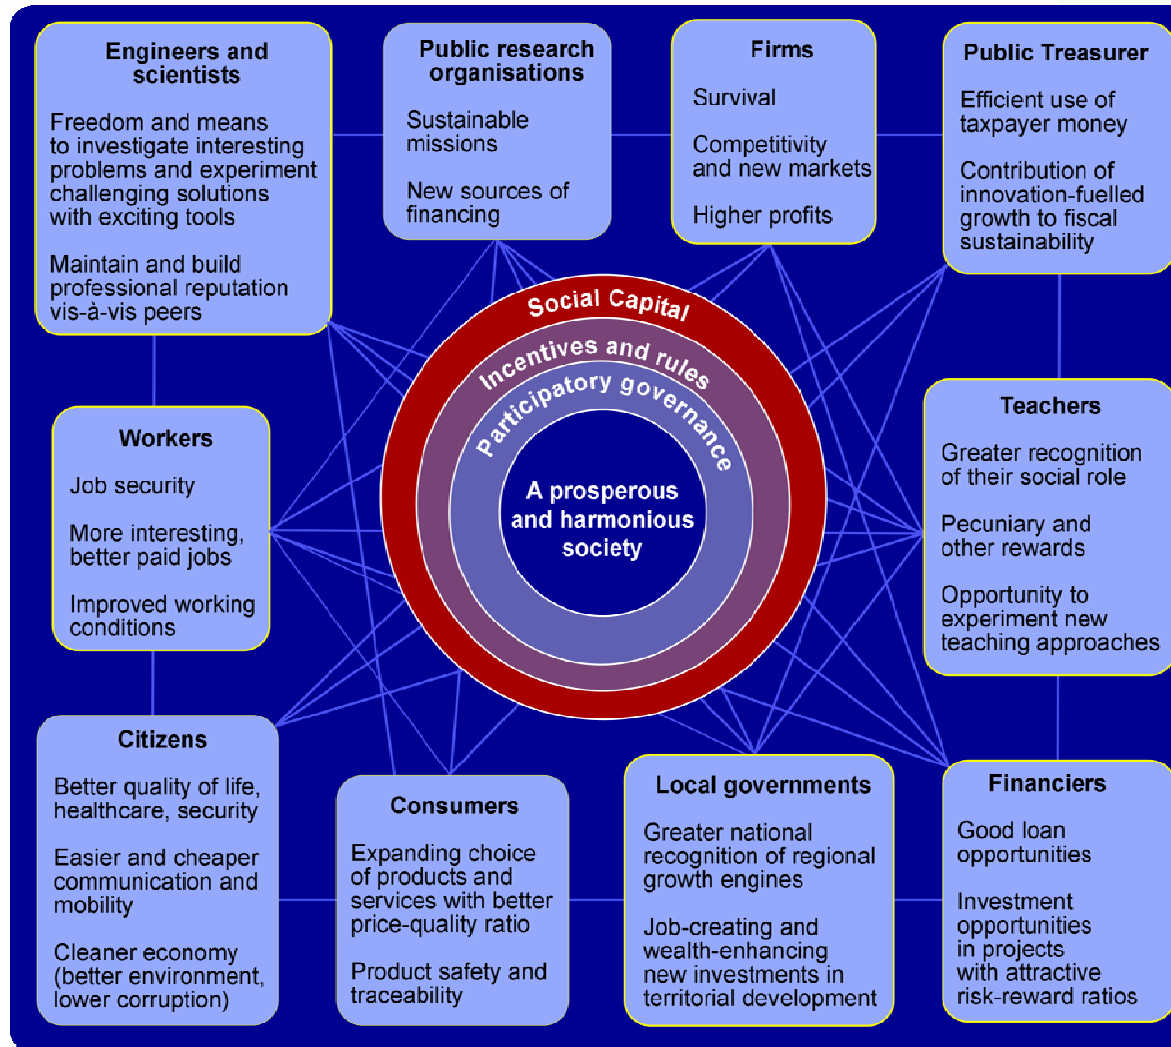 Engineers and
scientists
Freedom and means
to investigate interesting
problems and experiment
challenging solutions
with exciting tools
Maintain and build
professional reputation
vis-à-vis peers
Public research
organisations
Sustainable
missions
New sources of
financing
Firms
Survival
Competitivity
and new markets
Higher profits
Public Treasurer
Efficient use of
taxpayer money
Contribution of
innovation-fuelled
growth to fiscal
sustainability
Social Capital
Incentives and rules
Participatory governance
A prosperous
and harmonious
society
Workers
Job security
More interesting,
better paid jobs
Improved working
conditions
Teachers
Greater recognition
of their social role
Pecuniary and
other rewards
Opportunity to
experiment new
teaching approaches
Citizens
Better quality of life,
healthcare, security
Easier and cheaper
communication and
mobility
Cleaner economy
(better environment,
lower corruption)
Consumers
Expanding choice
of products and
services with better
price-quality ratio
Product safety and
traceability
Local governments
Greater national
recognition of regional
growth engines
Job-creating and
wealth-enhancing
new investments in
territorial development
Financiers
Good loan
opportunities
Investment
opportunities
in projects
with attractive
risk-reward ratios